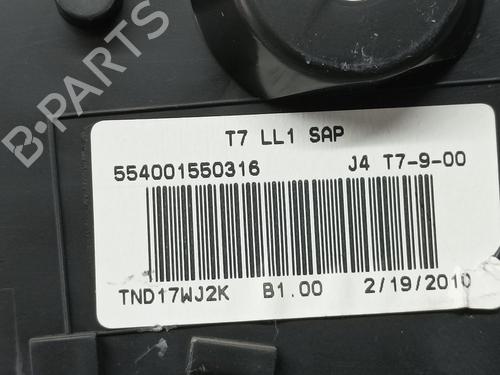 B-PARTS
T7 LL1 SAP
554001550316 J4 T7-9-00
TND17WJ2K B1.00 2/19/2010